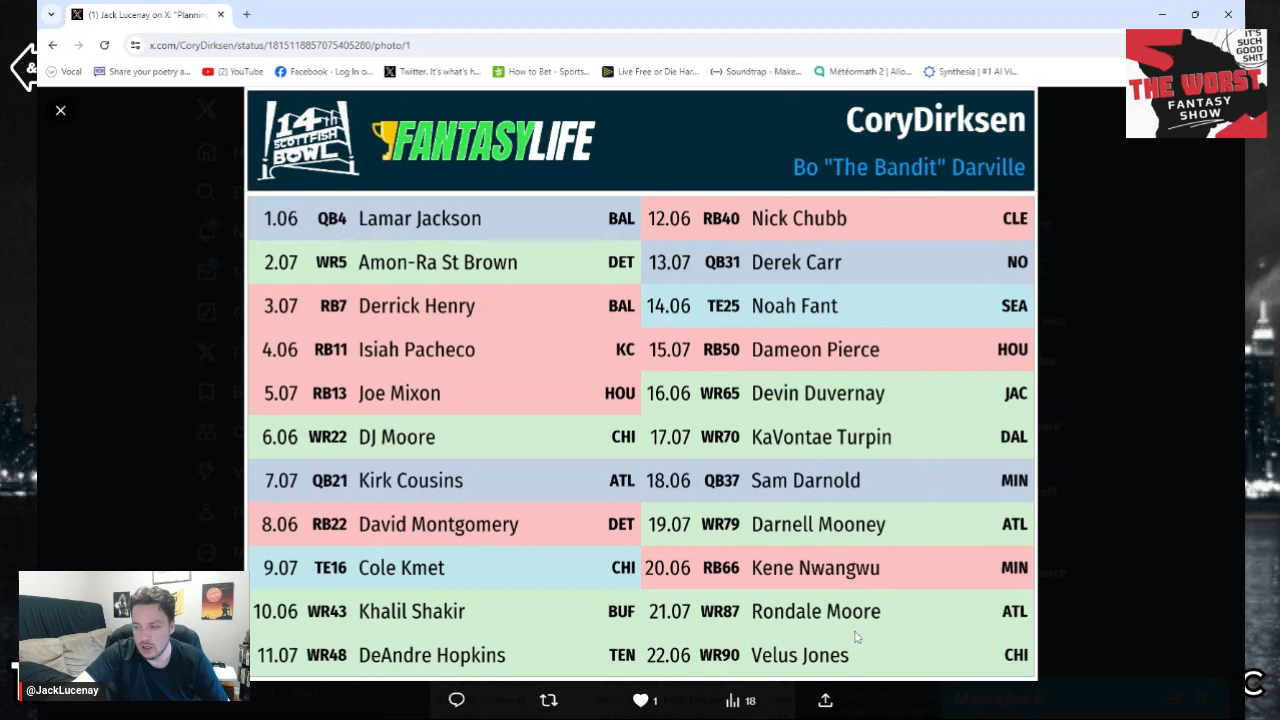 (1) Jack Lucenay on X: "Plannin
x.com/CoryDirksen/status/1815118857075405280/photo/1
Vocal
Share your poetry a...
(2) YouTube
Facebook - Log In o...
Twitter. It's what's h...
How to Bet - Sports...
Live Free or Die Har...
Soundtrap - Make...
Météormath 2 | Allo...
Synthesia | #1 AI Vi...
IT'S SUCH GOOD SH!T
THE WORST
FANTASY
SHOW
14TH
SCOTTFISH
BOWL
FANTASYLIFE
CoryDirksen
Bo "The Bandit" Darville
1.06 QB4 Lamar Jackson BAL
2.07 WR5 Amon-Ra St Brown DET
3.07 RB7 Derrick Henry BAL
4.06 RB11 Isiah Pacheco KC
5.07 RB13 Joe Mixon HOU
6.06 WR22 DJ Moore CHI
7.07 QB21 Kirk Cousins ATL
8.06 RB22 David Montgomery DET
9.07 TE16 Cole Kmet CHI
10.06 WR43 Khalil Shakir BUF
11.07 WR48 DeAndre Hopkins TEN
12.06 RB40 Nick Chubb CLE
13.07 QB31 Derek Carr NO
14.06 TE25 Noah Fant SEA
15.07 RB50 Dameon Pierce HOU
16.06 WR65 Devin Duvernay JAC
17.07 WR70 KaVontae Turpin DAL
18.06 QB37 Sam Darnold MIN
19.07 WR79 Darnell Mooney ATL
20.06 RB66 Kene Nwangwu MIN
21.07 WR87 Rondale Moore ATL
22.06 WR90 Velus Jones CHI
1
18
@JackLucenay